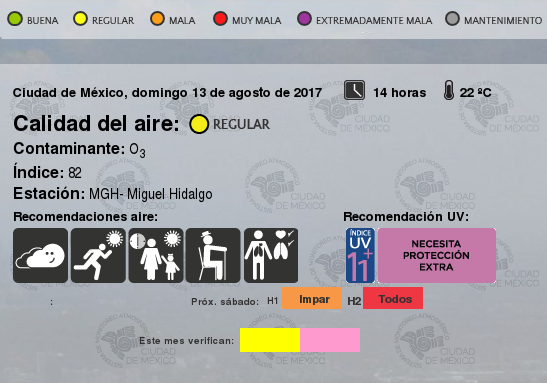 BUENA REGULAR MALA MUY MALA EXTREMADAMENTE MALA MANTENIMIENTO
Ciudad de México, domingo 13 de agosto de 2017 14 horas 22 ºC
Calidad del aire: REGULAR
Contaminante: O3
Índice: 82
Estación: MGH- Miguel Hidalgo
Recomendaciones aire: Recomendación UV:
ÍNDICE
UV
11+
NECESITA
PROTECCIÓN
EXTRA
: Próx. sábado: H1 Impar H2 Todos
Este mes verifican:
CIUDAD
DE MÉXICO